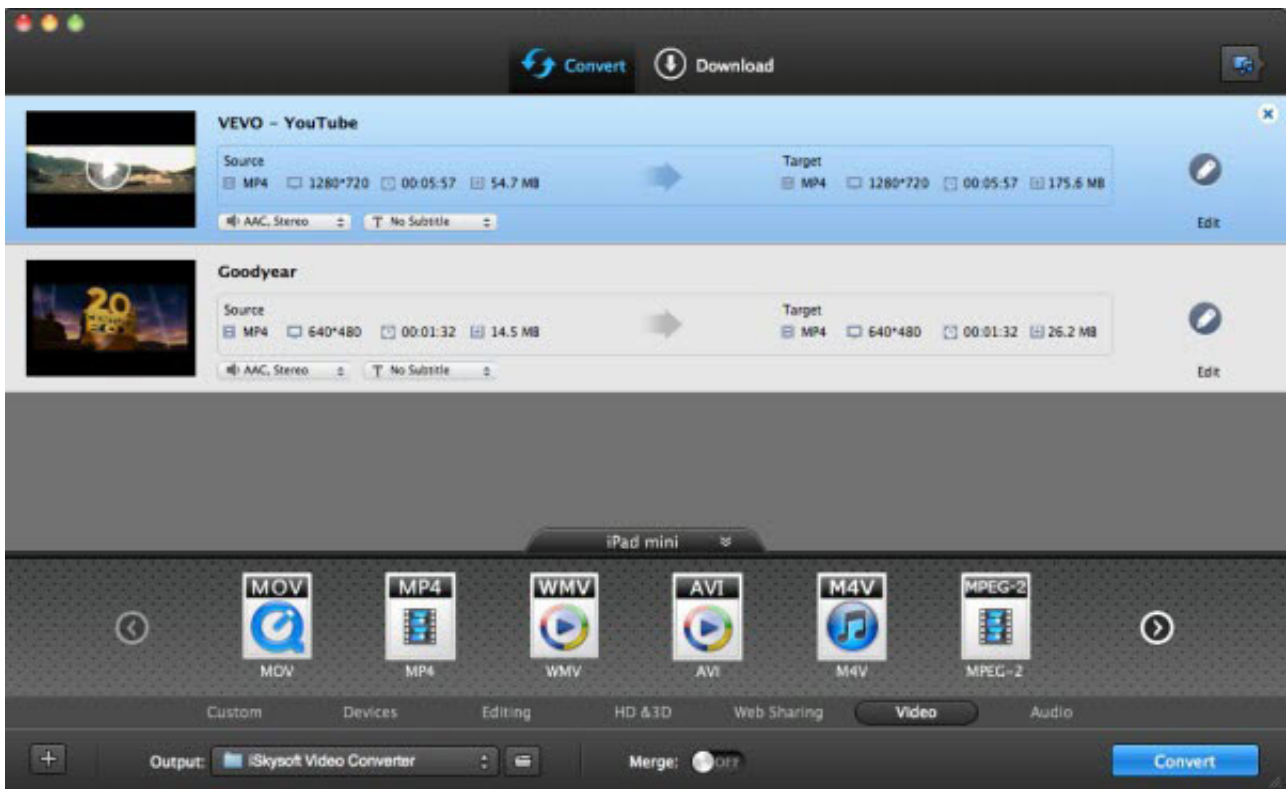 Convert Download
VEVO – YouTube
Source Target
MP4 1280*720 00:05:57 54.7 MB MP4 1280*720 00:05:57 175.6 MB
AAC, Stereo No Subtitle Edit
Goodyear
Source Target
MP4 640*480 00:01:32 14.5 MB MP4 640*480 00:01:32 26.2 MB
AAC, Stereo No Subtitle Edit
20
iPad mini
MOV MP4 WMV AVI M4V MPEG-2
MOV MP4 WMV AVI M4V MPEG-2
Custom Devices Editing HD &3D Web Sharing Video Audio
Output: iSkysoft Video Converter Merge: OFF Convert